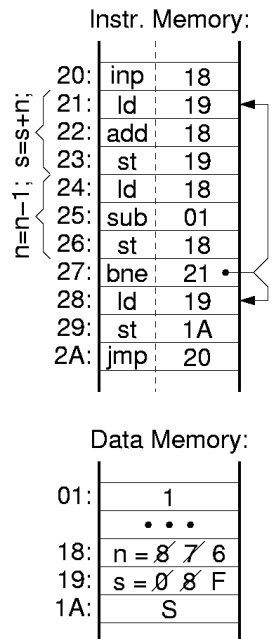 Instr. Memory:
20: inp 18
21: ld 19
22: add 18
23: st 19
24: ld 18
25: sub 01
26: st 18
27: bne 21
28: ld 19
29: st 1A
2A: jmp 20
s=s+n;
n=n−1;
Data Memory:
01: 1
• • •
18: n = 8 7 6
19: s = 0 8 F
1A: S